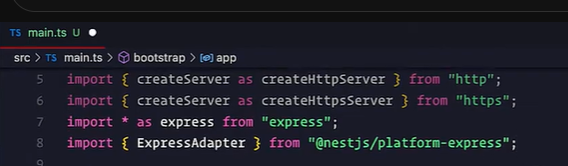 TS main.ts U
src > TS main.ts > bootstrap > app
5 import { createServer as createHttpServer } from "http";
6 import { createServer as createHttpsServer } from "https";
7 import * as express from "express";
8 import { ExpressAdapter } from "@nestjs/platform-express";